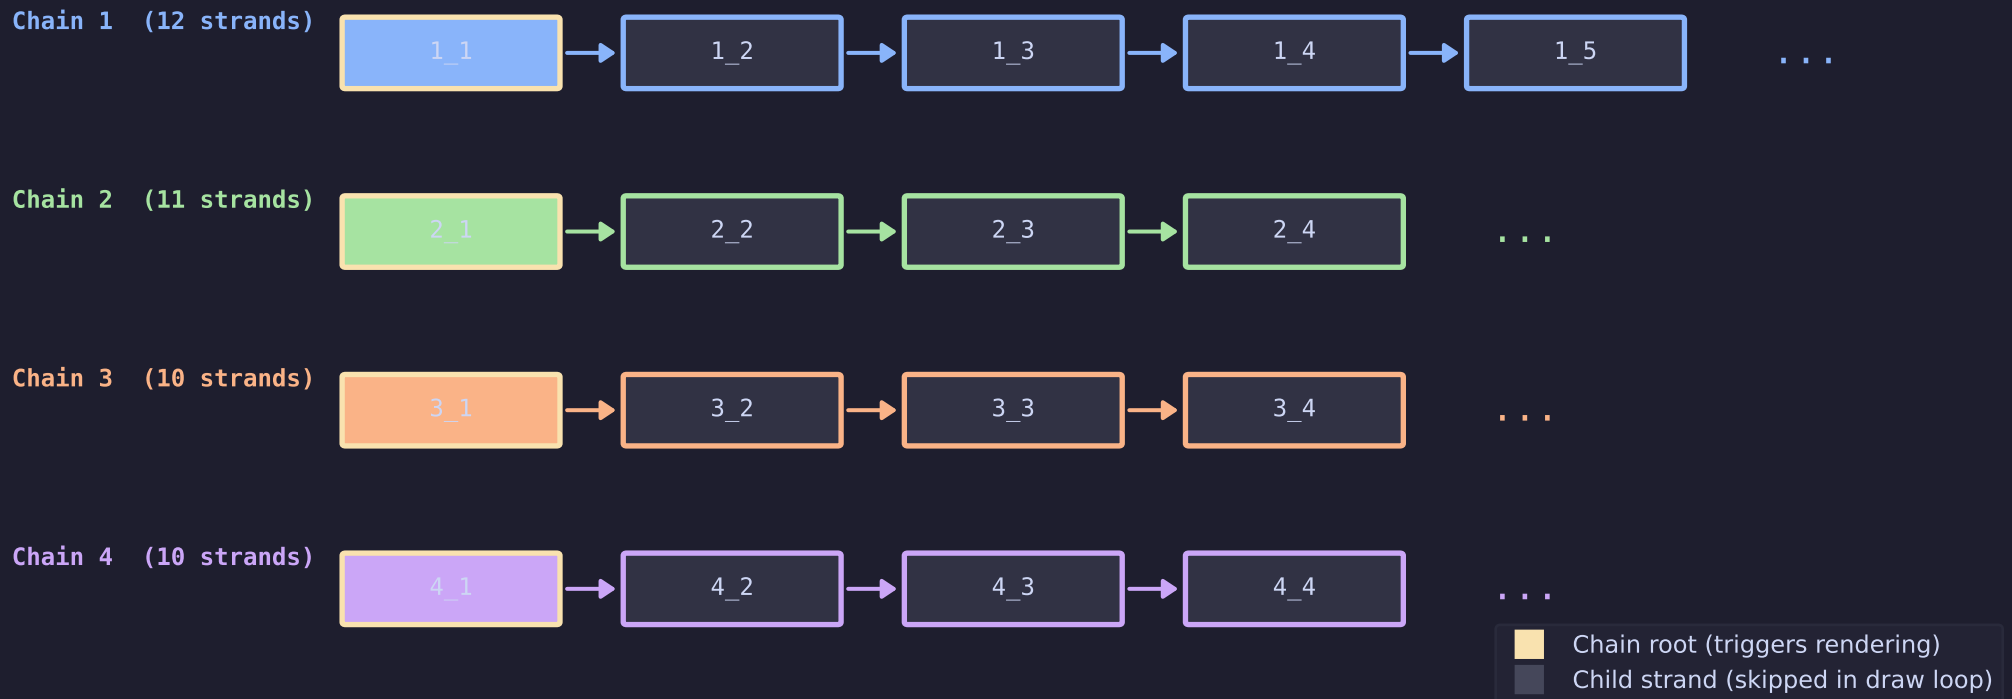 Chain 1 (12 strands) 1_1 1_2 1_3 1_4 1_5 ...
Chain 2 (11 strands) 2_1 2_2 2_3 2_4 ...
Chain 3 (10 strands) 3_1 3_2 3_3 3_4 ...
Chain 4 (10 strands) 4_1 4_2 4_3 4_4 ...
Chain root (triggers rendering)
Child strand (skipped in draw loop)